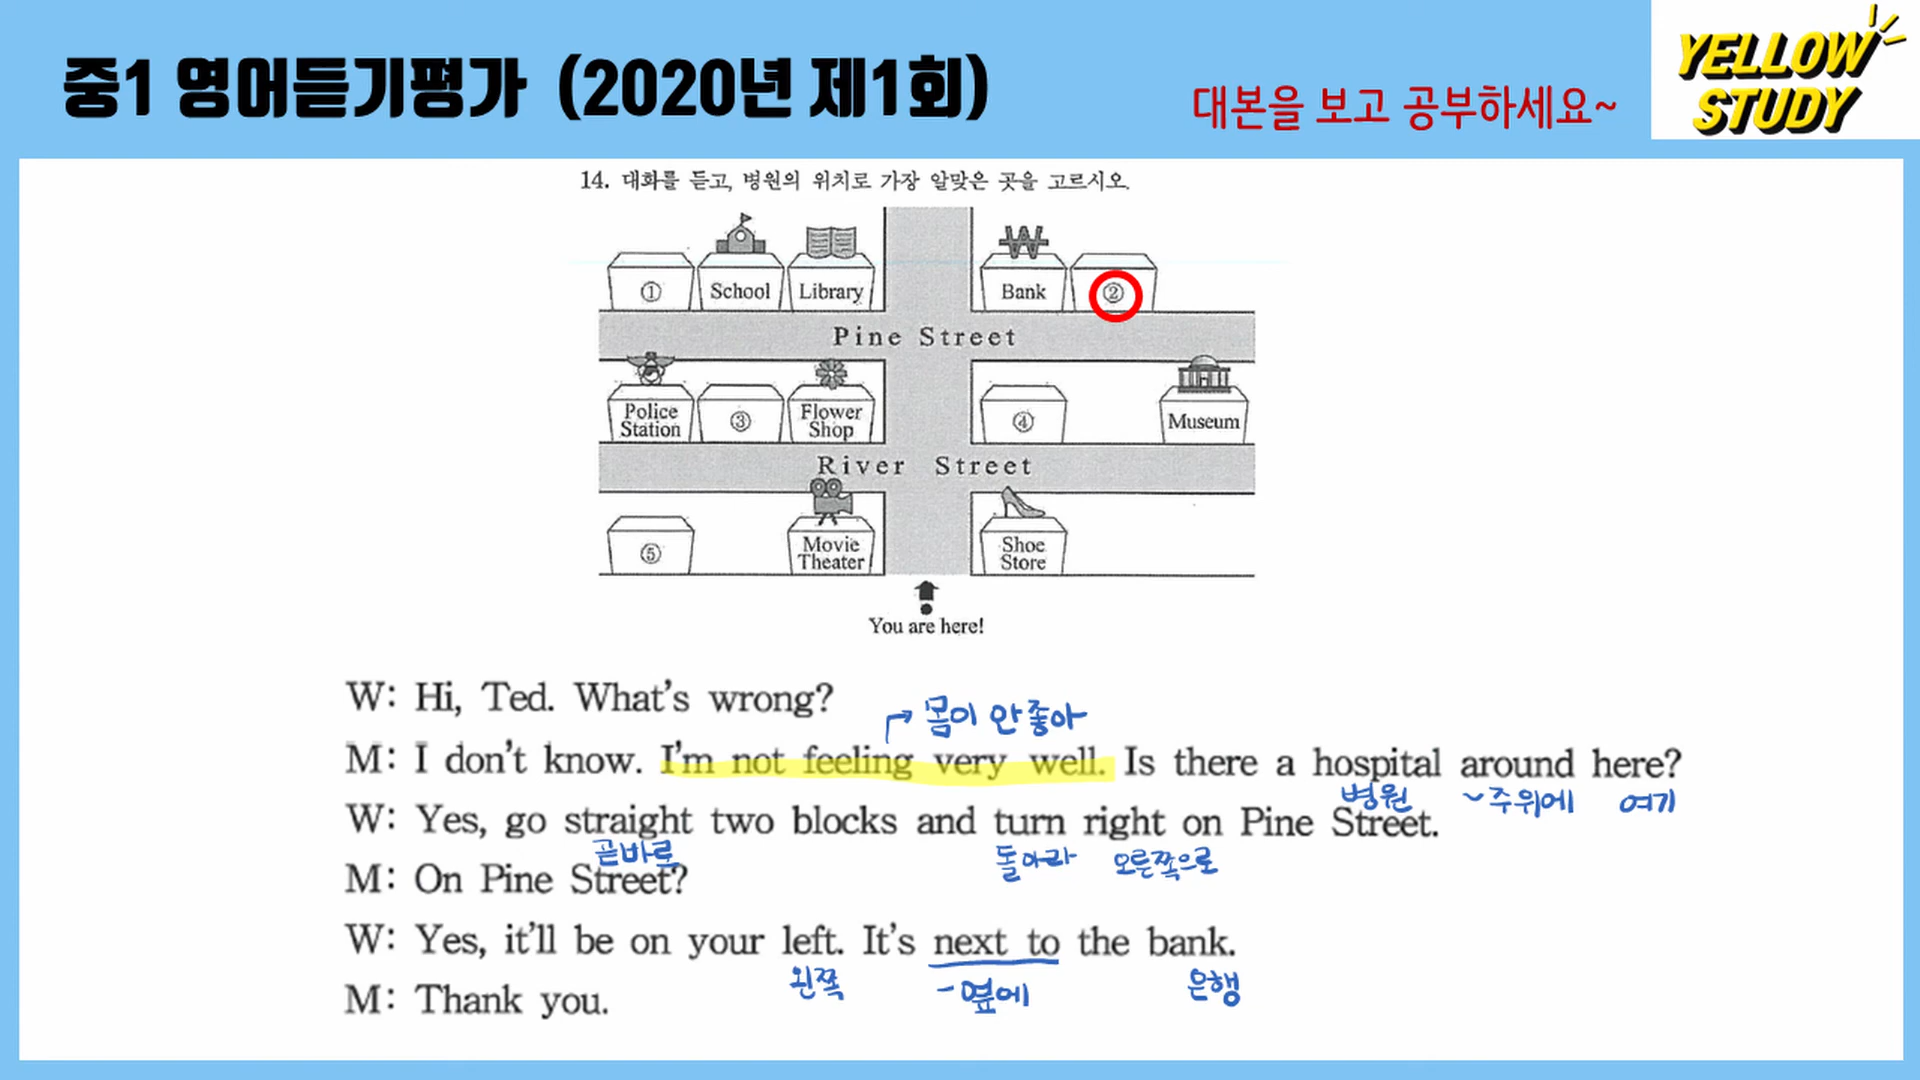 중1 영어듣기평가 (2020년 제1회)
대본을 보고 공부하세요~
YELLOW
STUDY
14. 대화를 듣고, 병원의 위치로 가장 알맞은 곳을 고르시오.
① School Library Bank ②
Pine Street
Police Station ③ Flower Shop ④ Museum
River Street
⑤ Movie Theater Shoe Store
You are here!
W: Hi, Ted. What's wrong?
몸이 안좋아
M: I don't know. I'm not feeling very well. Is there a hospital around here?
병원 ~주위에 여기
W: Yes, go straight two blocks and turn right on Pine Street.
곧바로 돌아라 오른쪽으로
M: On Pine Street?
W: Yes, it'll be on your left. It's next to the bank.
왼쪽 ~옆에 은행
M: Thank you.